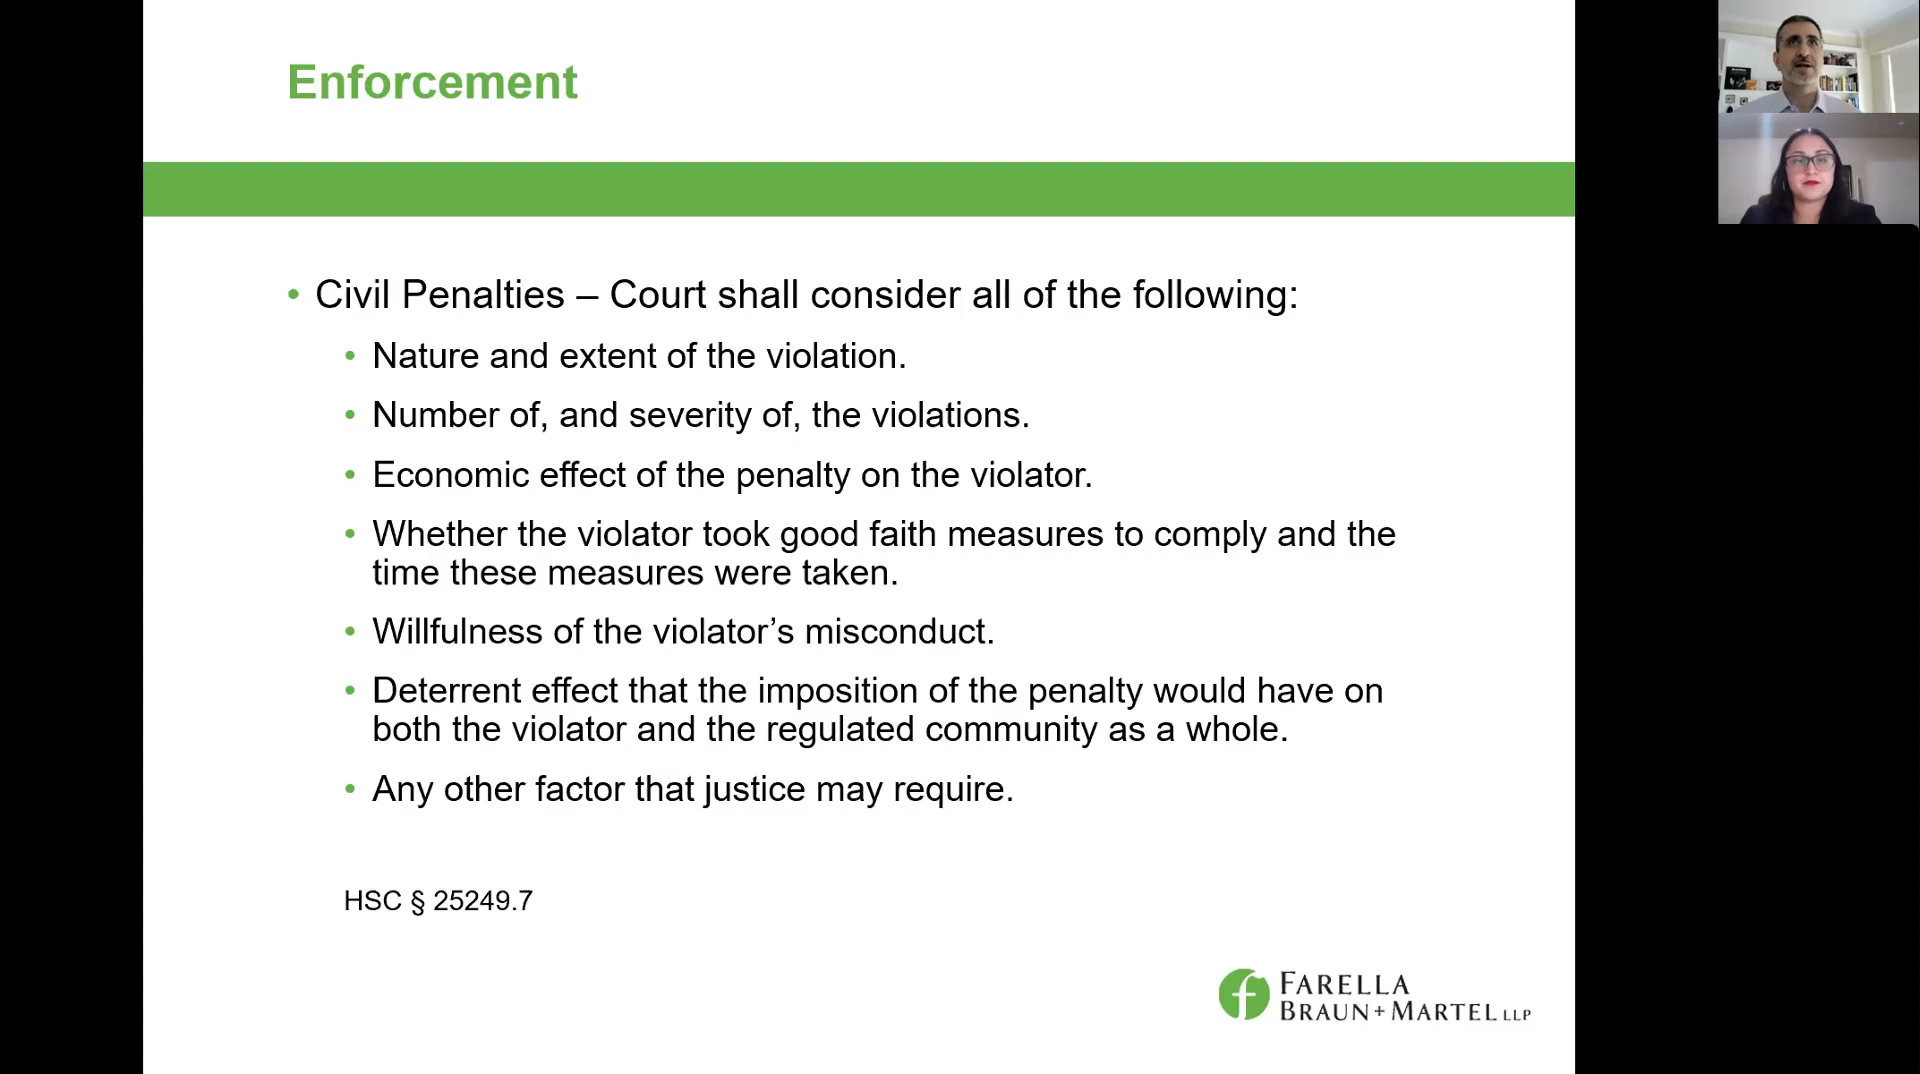 Enforcement
• Civil Penalties – Court shall consider all of the following:
• Nature and extent of the violation.
• Number of, and severity of, the violations.
• Economic effect of the penalty on the violator.
• Whether the violator took good faith measures to comply and the
time these measures were taken.
• Willfulness of the violator’s misconduct.
• Deterrent effect that the imposition of the penalty would have on
both the violator and the regulated community as a whole.
• Any other factor that justice may require.
HSC § 25249.7
f FARELLA
BRAUN+MARTEL LLP